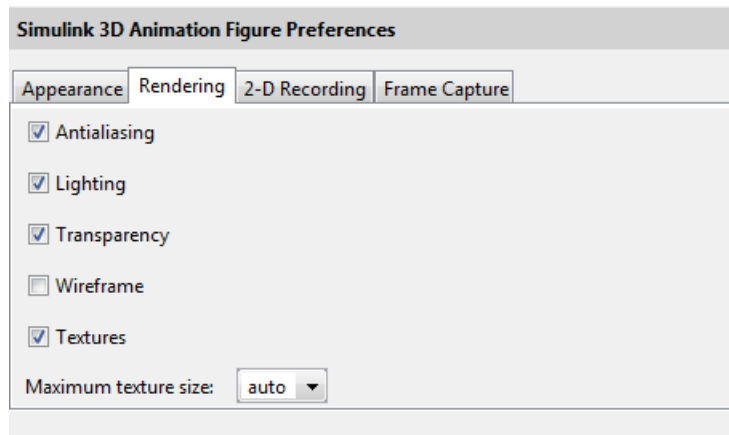 Simulink 3D Animation Figure Preferences
Appearance Rendering 2-D Recording Frame Capture
Antialiasing
Lighting
Transparency
Wireframe
Textures
Maximum texture size: auto